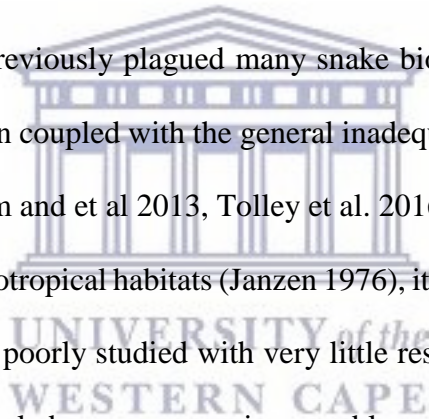 reviously plagued many snake bio
n coupled with the general inadequ
m and et al 2013, Tolley et al. 2016
otropical habitats (Janzen 1976), it
UNIVERSITY of the
poorly studied with very little res
WESTERN CAPE